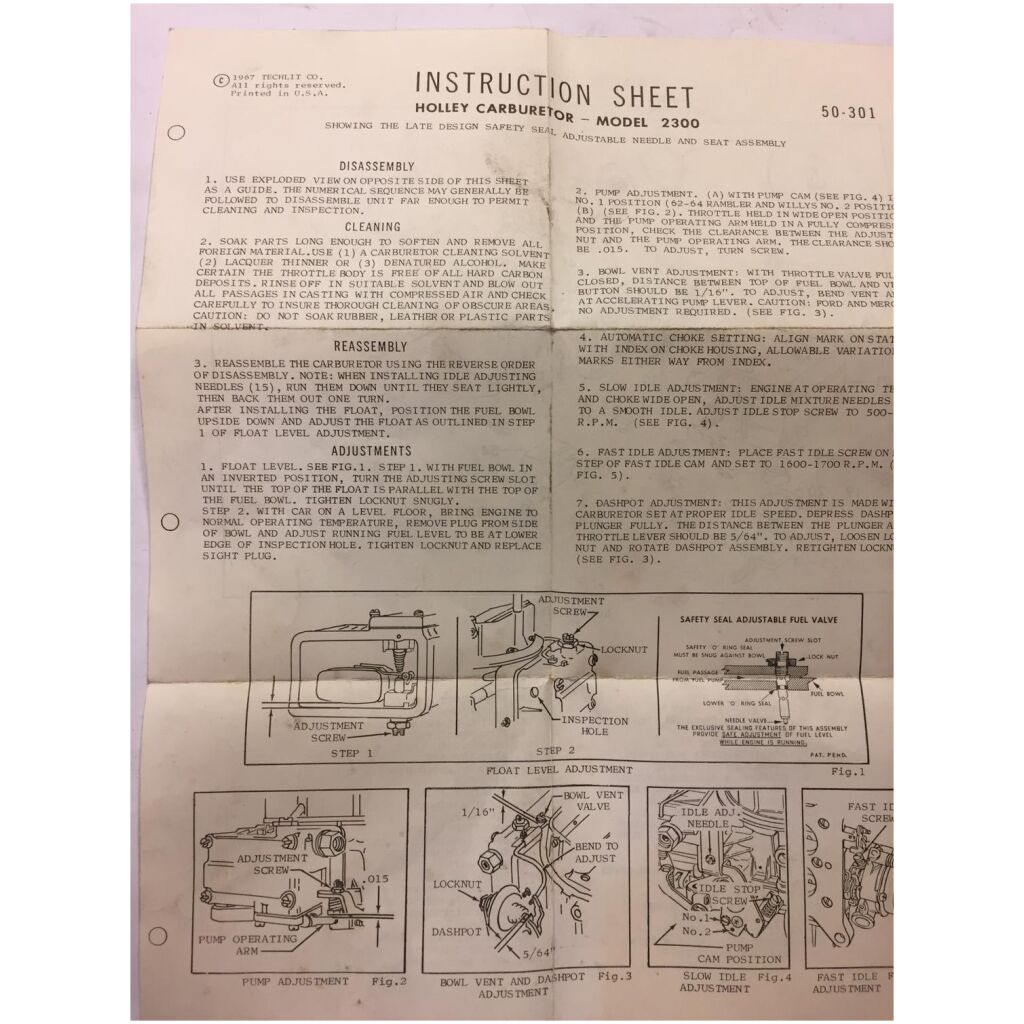 © 1967 TECHLIT CO.
All rights reserved.
Printed in U.S.A.
INSTRUCTION SHEET
HOLLEY CARBURETOR – MODEL 2300
50-301
SHOWING THE LATE DESIGN SAFETY SEAL ADJUSTABLE NEEDLE AND SEAT ASSEMBLY
DISASSEMBLY
1. USE EXPLODED VIEW ON OPPOSITE SIDE OF THIS SHEET
AS A GUIDE. THE NUMERICAL SEQUENCE MAY GENERALLY BE
FOLLOWED TO DISASSEMBLE UNIT FAR ENOUGH TO PERMIT
CLEANING AND INSPECTION.
CLEANING
2. SOAK PARTS LONG ENOUGH TO SOFTEN AND REMOVE ALL
FOREIGN MATERIAL. USE (1) A CARBURETOR CLEANING SOLVENT
(2) LACQUER THINNER OR (3) DENATURED ALCOHOL. MAKE
CERTAIN THE THROTTLE BODY IS FREE OF ALL HARD CARBON
DEPOSITS. RINSE OFF IN SUITABLE SOLVENT AND BLOW OUT
ALL PASSAGES IN CASTING WITH COMPRESSED AIR AND CHECK
CAREFULLY TO INSURE THOROUGH CLEANING OF OBSCURE AREAS.
CAUTION: DO NOT SOAK RUBBER, LEATHER OR PLASTIC PARTS
IN SOLVENT.
REASSEMBLY
3. REASSEMBLE THE CARBURETOR USING THE REVERSE ORDER
OF DISASSEMBLY. NOTE: WHEN INSTALLING IDLE ADJUSTING
NEEDLES (15), RUN THEM DOWN UNTIL THEY SEAT LIGHTLY,
THEN BACK THEM OUT ONE TURN.
AFTER INSTALLING THE FLOAT, POSITION THE FUEL BOWL
UPSIDE DOWN AND ADJUST THE FLOAT AS OUTLINED IN STEP
1 OF FLOAT LEVEL ADJUSTMENT.
ADJUSTMENTS
1. FLOAT LEVEL. SEE FIG. 1. STEP 1. WITH FUEL BOWL IN
AN INVERTED POSITION, TURN THE ADJUSTING SCREW SLOT
UNTIL THE TOP OF THE FLOAT IS PARALLEL WITH THE TOP OF
THE FUEL BOWL. TIGHTEN LOCKNUT SNUGLY.
STEP 2. WITH CAR ON A LEVEL FLOOR, BRING ENGINE TO
NORMAL OPERATING TEMPERATURE, REMOVE PLUG FROM SIDE
OF BOWL AND ADJUST RUNNING FUEL LEVEL TO BE AT LOWER
EDGE OF INSPECTION HOLE. TIGHTEN LOCKNUT AND REPLACE
SIGHT PLUG.
2. PUMP ADJUSTMENT. (A) WITH PUMP CAM (SEE FIG. 4) I
NO. 1 POSITION (62-64 RAMBLER AND WILLYS NO. 2 POSITI
(B) (SEE FIG. 2). THROTTLE HELD IN WIDE OPEN POSITIO
AND THE PUMP OPERATING ARM HELD IN A FULLY COMPRES
POSITION, CHECK THE CLEARANCE BETWEEN THE ADJUST
NUT AND THE PUMP OPERATING ARM. THE CLEARANCE SHO
BE .015. TO ADJUST, TURN SCREW.
3. BOWL VENT ADJUSTMENT: WITH THROTTLE VALVE FUL
CLOSED, DISTANCE BETWEEN TOP OF FUEL BOWL AND V
BUTTON SHOULD BE 1/16". TO ADJUST, BEND VENT A
AT ACCELERATING PUMP LEVER. CAUTION: FORD AND MERC
NO ADJUSTMENT REQUIRED. (SEE FIG. 3).
4. AUTOMATIC CHOKE SETTING: ALIGN MARK ON STAT
WITH INDEX ON CHOKE HOUSING, ALLOWABLE VARIATIO
MARKS EITHER WAY FROM INDEX.
5. SLOW IDLE ADJUSTMENT: ENGINE AT OPERATING TE
AND CHOKE WIDE OPEN, ADJUST IDLE MIXTURE NEEDLES
TO A SMOOTH IDLE. ADJUST IDLE STOP SCREW TO 500-
R.P.M. (SEE FIG. 4).
6. FAST IDLE ADJUSTMENT: PLACE FAST IDLE SCREW ON
STEP OF FAST IDLE CAM AND SET TO 1600-1700 R.P.M. (
FIG. 5).
7. DASHPOT ADJUSTMENT: THIS ADJUSTMENT IS MADE WI
CARBURETOR SET AT PROPER IDLE SPEED. DEPRESS DASHP
PLUNGER FULLY. THE DISTANCE BETWEEN THE PLUNGER A
THROTTLE LEVER SHOULD BE 5/64". TO ADJUST, LOOSEN LO
NUT AND ROTATE DASHPOT ASSEMBLY. RETIGHTEN LOCKN
(SEE FIG. 3).
ADJUSTMENT
SCREW
STEP 1
ADJUSTMENT
SCREW
LOCKNUT
INSPECTION
HOLE
STEP 2
SAFETY SEAL ADJUSTABLE FUEL VALVE
ADJUSTMENT SCREW SLOT
SAFETY 'O' RING SEAL
MUST BE SNUG AGAINST BOWL
LOCK NUT
FUEL PASSAGE
FROM FUEL PUMP
FUEL BOWL
LOWER 'O' RING SEAL
NEEDLE VALVE
THE EXCLUSIVE SEALING FEATURES OF THIS ASSEMBLY
PROVIDE SAFE ADJUSTMENT OF FUEL LEVEL
WHILE ENGINE IS RUNNING.
PAT. PEND.
FLOAT LEVEL ADJUSTMENT
Fig.1
ADJUSTMENT
SCREW
.015
PUMP OPERATING
ARM
PUMP ADJUSTMENT Fig.2
1/16"
BOWL VENT
VALVE
BEND TO
ADJUST
LOCKNUT
DASHPOT
5/64"
BOWL VENT AND DASHPOT Fig.3
ADJUSTMENT
IDLE ADJ.
NEEDLE
IDLE STOP
SCREW
No.1
No.2
PUMP
CAM POSITION
SLOW IDLE Fig.4
ADJUSTMENT
FAST ID
SCREW
FAST IDLE F
ADJUSTMENT